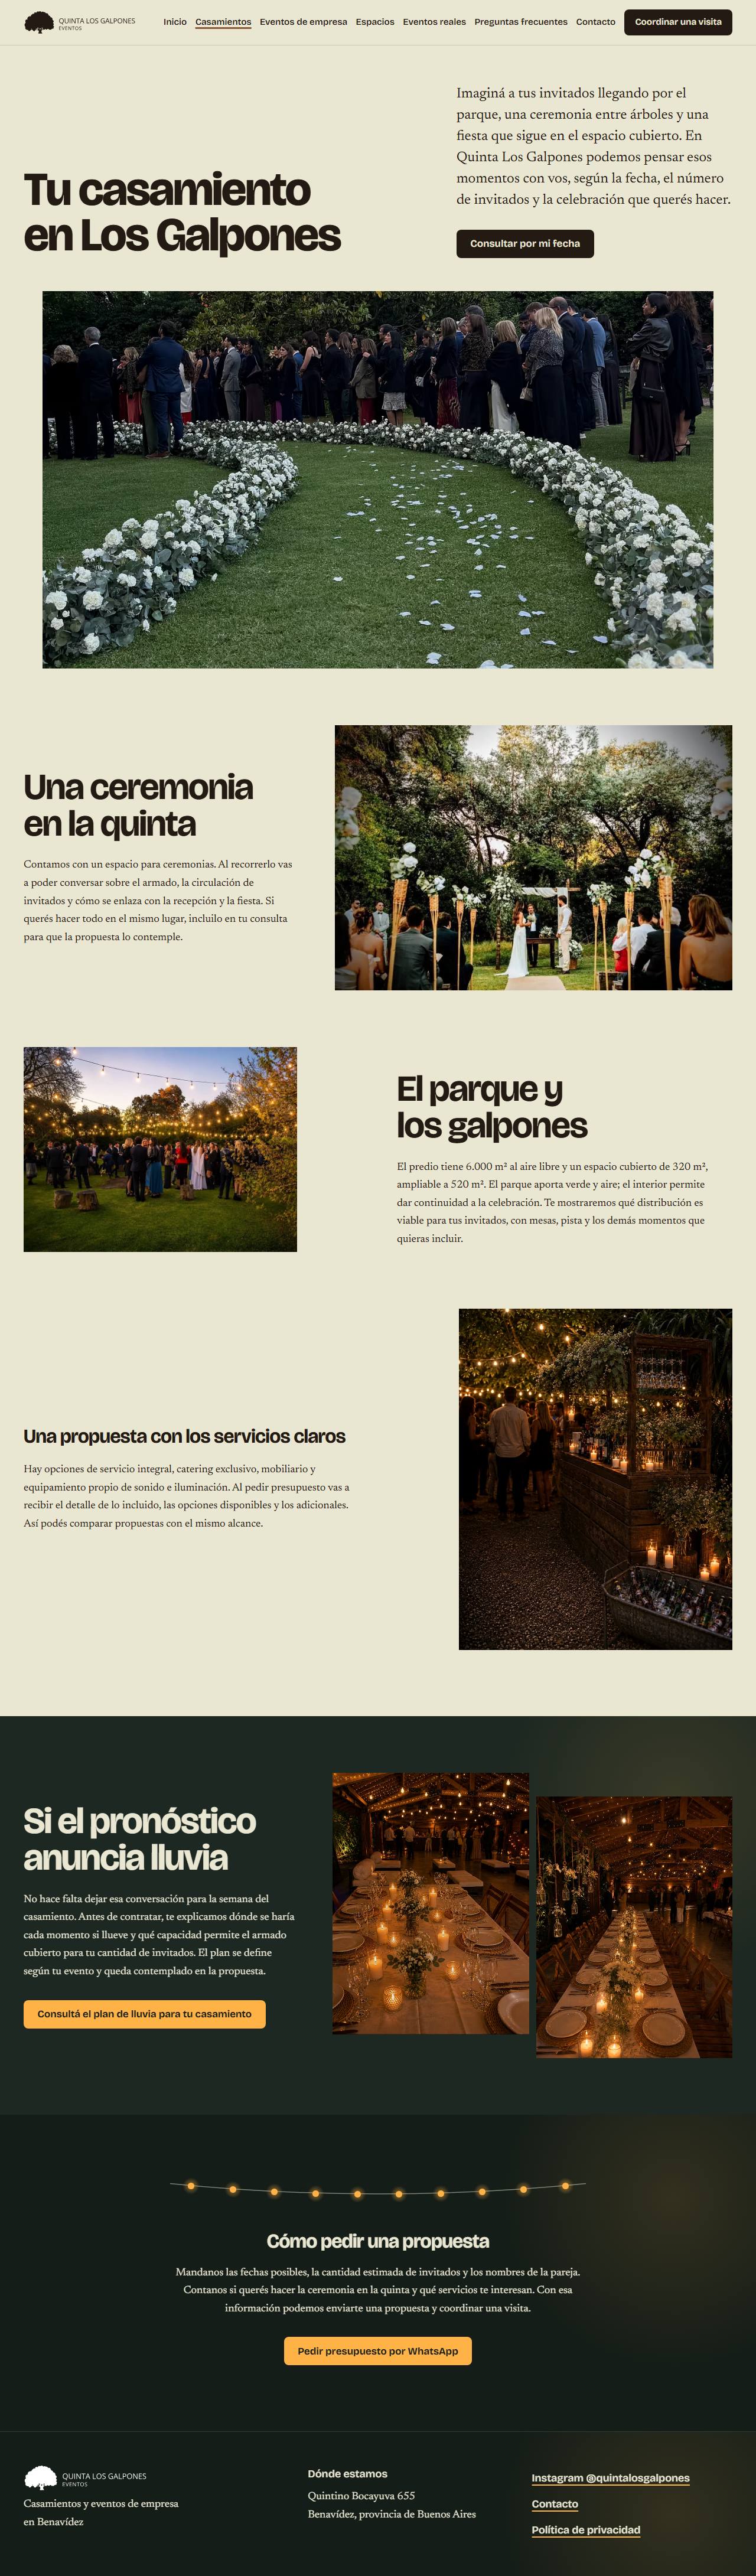 QUINTA LOS GALPONES
EVENTOS
Inicio
Casamientos
Eventos de empresa
Espacios
Eventos reales
Preguntas frecuentes
Contacto
Coordinar una visita
Tu casamiento
en Los Galpones
Imaginá a tus invitados llegando por el
parque, una ceremonia entre árboles y una
fiesta que sigue en el espacio cubierto. En
Quinta Los Galpones podemos pensar esos
momentos con vos, según la fecha, el número
de invitados y la celebración que querés hacer.
Consultar por mi fecha
Una ceremonia
en la quinta
Contamos con un espacio para ceremonias. Al recorrerlo vas
a poder conversar sobre el armado, la circulación de
invitados y cómo se enlaza con la recepción y la fiesta. Si
querés hacer todo en el mismo lugar, incluilo en tu consulta
para que la propuesta lo contemple.
El parque y
los galpones
El predio tiene 6.000 m² al aire libre y un espacio cubierto de 320 m²,
ampliable a 520 m². El parque aporta verde y aire; el interior permite
dar continuidad a la celebración. Te mostraremos qué distribución es
viable para tus invitados, con mesas, pista y los demás momentos que
quieras incluir.
Una propuesta con los servicios claros
Hay opciones de servicio integral, catering exclusivo, mobiliario y
equipamiento propio de sonido e iluminación. Al pedir presupuesto vas a
recibir el detalle de lo incluido, las opciones disponibles y los adicionales.
Así podés comparar propuestas con el mismo alcance.
Si el pronóstico
anuncia lluvia
No hace falta dejar esa conversación para la semana del
casamiento. Antes de contratar, te explicamos dónde se haría
cada momento si llueve y qué capacidad permite el armado
cubierto para tu cantidad de invitados. El plan se define
según tu evento y queda contemplado en la propuesta.
Consultá el plan de lluvia para tu casamiento
Cómo pedir una propuesta
Mandanos las fechas posibles, la cantidad estimada de invitados y los nombres de la pareja.
Contanos si querés hacer la ceremonia en la quinta y qué servicios te interesan. Con esa
información podemos enviarte una propuesta y coordinar una visita.
Pedir presupuesto por WhatsApp
QUINTA LOS GALPONES
EVENTOS
Casamientos y eventos de empresa
en Benavídez
Dónde estamos
Quintino Bocayuva 655
Benavídez, provincia de Buenos Aires
Instagram @quintalosgalpones
Contacto
Política de privacidad